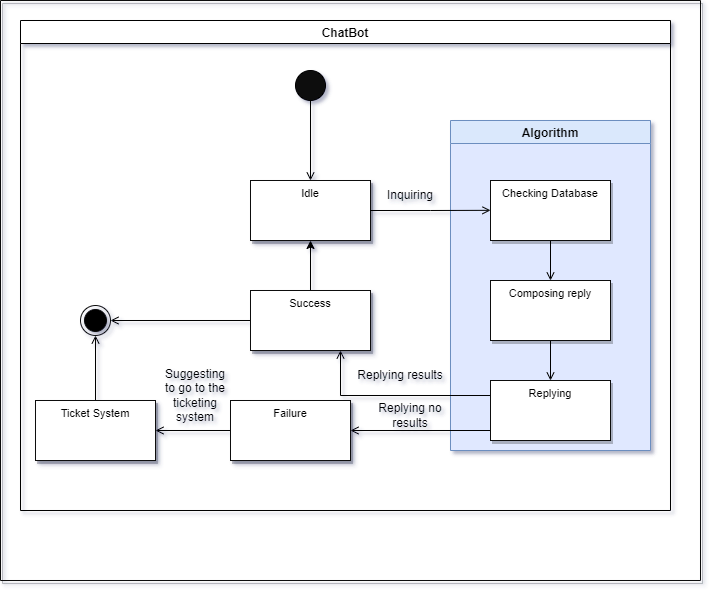 ChatBot
Algorithm
Idle
Inquiring
Checking Database
Success
Composing reply
Suggesting
to go to the
ticketing
system
Replying results
Ticket System
Failure
Replying no
results
Replying